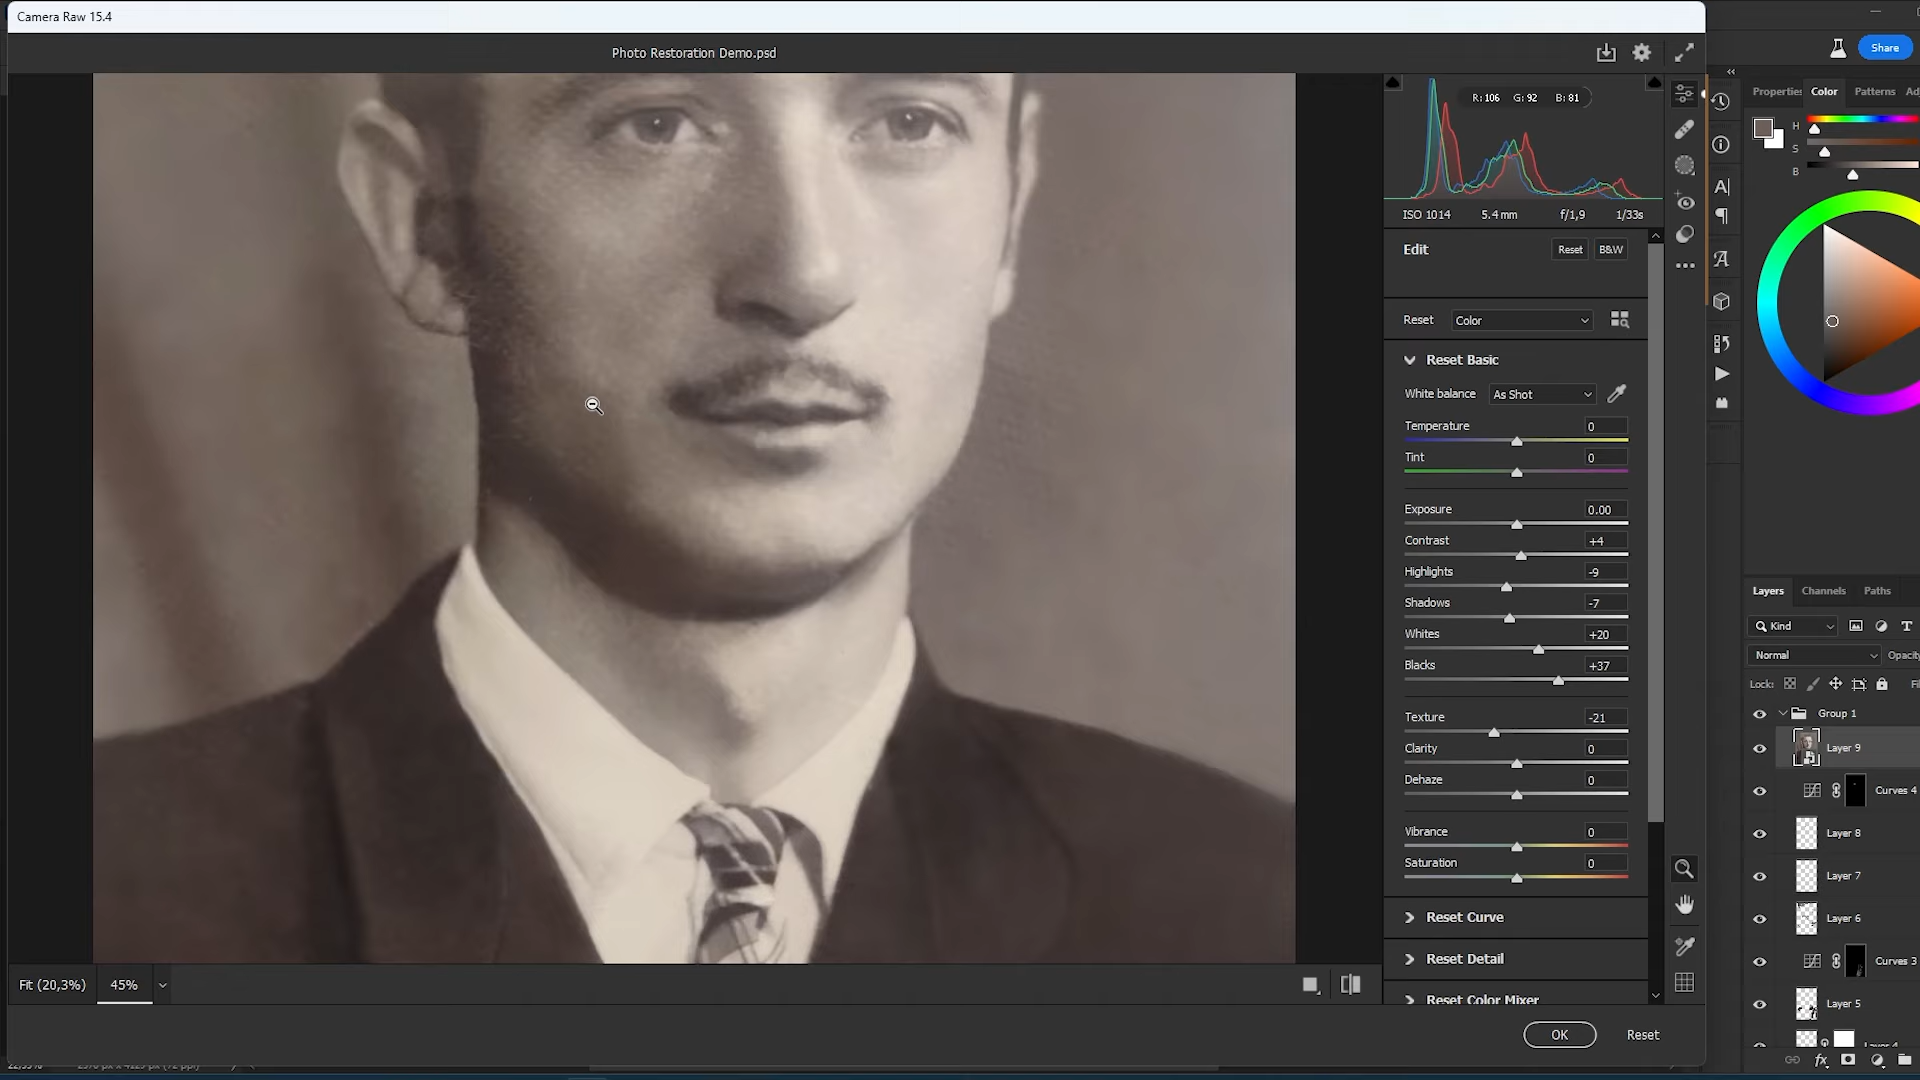 Camera Raw 15.4
Photo Restoration Demo.psd
Share
R: 106 G: 92 B: 81
ISO 1014 5.4 mm f/1,9 1/33s
Edit Reset B&W
Reset Color
Reset Basic
White balance As Shot
Temperature 0
Tint 0
Exposure 0.00
Contrast +4
Highlights -9
Shadows -7
Whites +20
Blacks +37
Texture -21
Clarity 0
Dehaze 0
Vibrance 0
Saturation 0
Reset Curve
Reset Detail
Reset Color Mixer
Fit (20,3%) 45%
OK Reset
Properties Color Patterns
H
S
B
Layers Channels Paths
Kind
Normal Opacity
Lock:
Group 1
Layer 9
Curves 4
Layer 8
Layer 7
Layer 6
Curves 3
Layer 5
Layer 4
fx